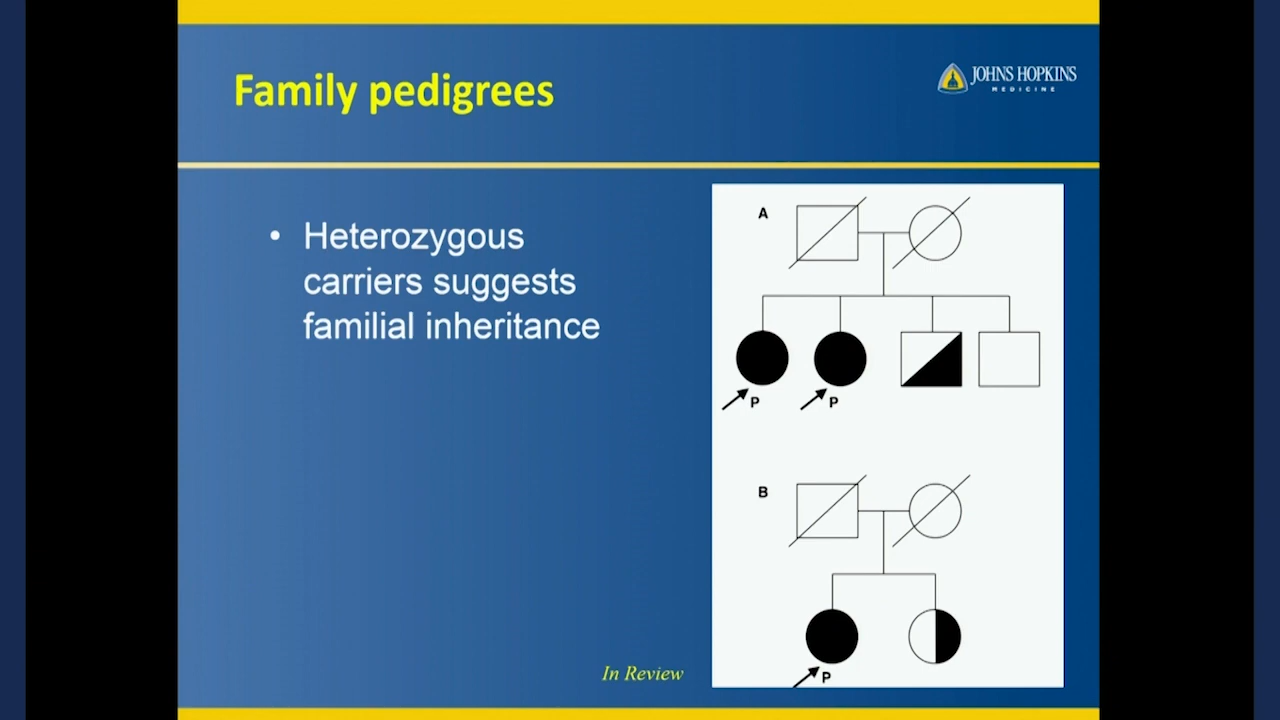 Family pedigrees
JOHNS HOPKINS
MEDICINE
• Heterozygous
carriers suggests
familial inheritance
A
P
P
B
P
In Review